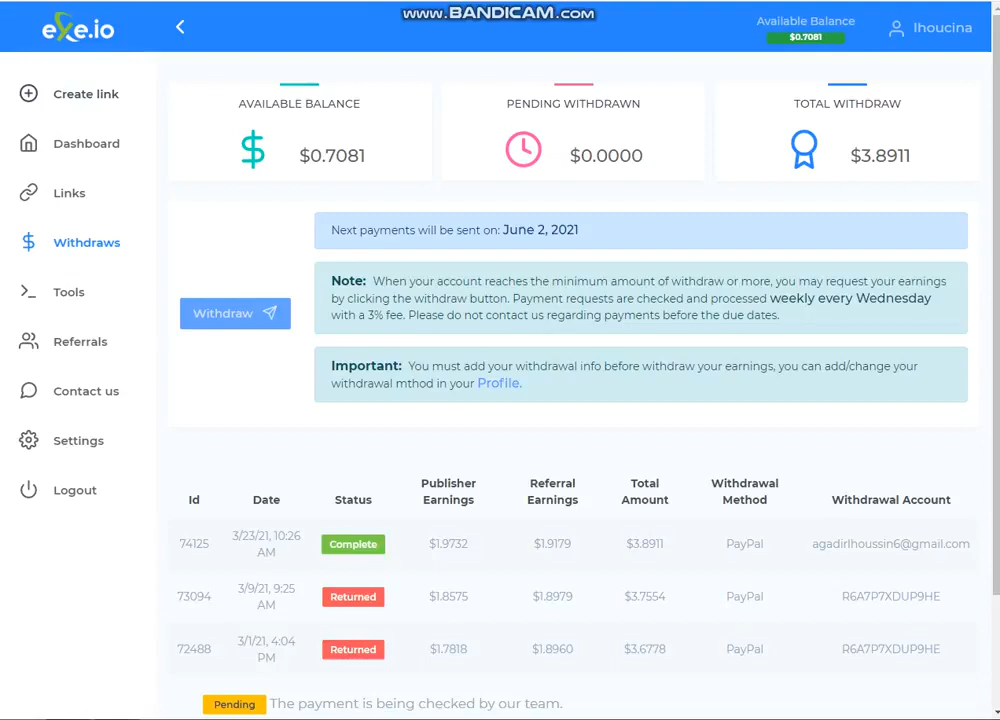 www.BANDICAM.com
eXe.io
Available Balance
$0.7081
lhoucina
Create link
Dashboard
Links
Withdraws
Tools
Referrals
Contact us
Settings
Logout
AVAILABLE BALANCE
$0.7081
PENDING WITHDRAWN
$0.0000
TOTAL WITHDRAW
$3.8911
Withdraw
Next payments will be sent on: June 2, 2021
Note: When your account reaches the minimum amount of withdraw or more, you may request your earnings
by clicking the withdraw button. Payment requests are checked and processed weekly every Wednesday
with a 3% fee. Please do not contact us regarding payments before the due dates.
Important: You must add your withdrawal info before withdraw your earnings, you can add/change your
withdrawal mthod in your Profile.
Id Date Status Publisher Earnings Referral Earnings Total Amount Withdrawal Method Withdrawal Account
74125 3/23/21, 10:26 AM Complete $1.9732 $1.9179 $3.8911 PayPal agadirlhoussin6@gmail.com
73094 3/9/21, 9:25 AM Returned $1.8575 $1.8979 $3.7554 PayPal R6A7P7XDUP9HE
72488 3/1/21, 4:04 PM Returned $1.7818 $1.8960 $3.6778 PayPal R6A7P7XDUP9HE
Pending The payment is being checked by our team.